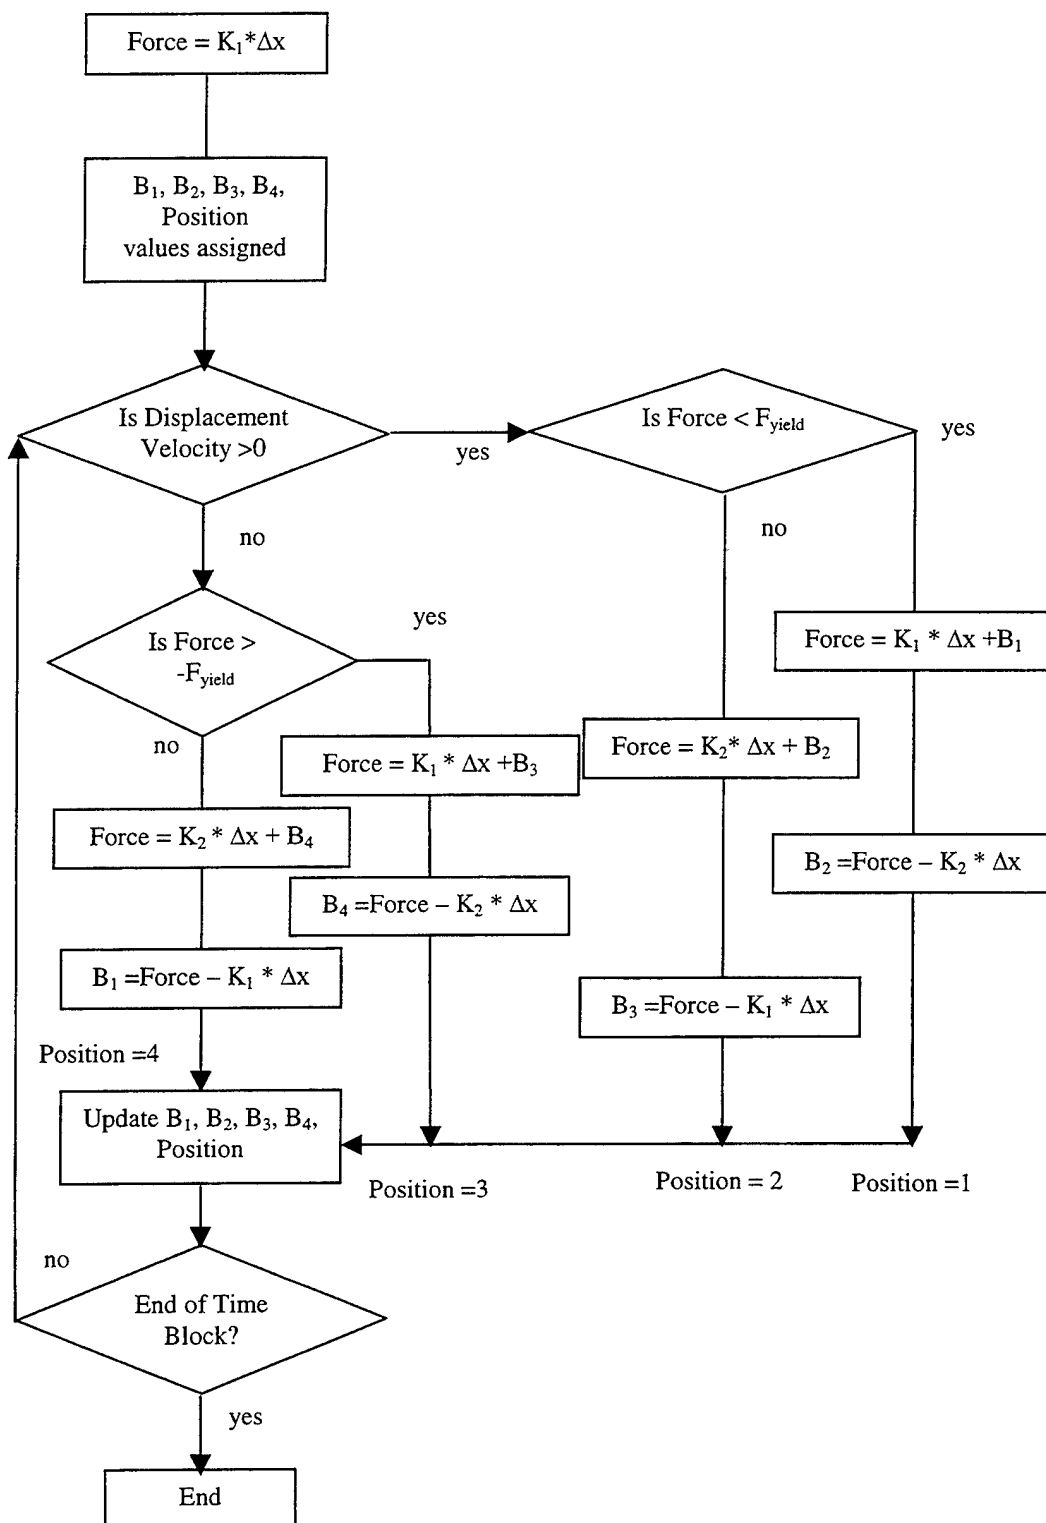 Force = K₁*Δx
B₁, B₂, B₃, B₄,
Position
values assigned
Is Displacement
Velocity >0
yes
Is Force < F_yield
yes
no
no
Is Force >
-F_yield
yes
no
Force = K₁ * Δx +B₁
Force = K₂* Δx + B₂
Force = K₁ * Δx +B₃
Force = K₂ * Δx + B₄
B₂ =Force – K₂ * Δx
B₄ =Force – K₂ * Δx
B₁ =Force – K₁ * Δx
B₃ =Force – K₁ * Δx
Position =4
Update B₁, B₂, B₃, B₄,
Position
Position =3
Position = 2
Position =1
no
End of Time
Block?
yes
End